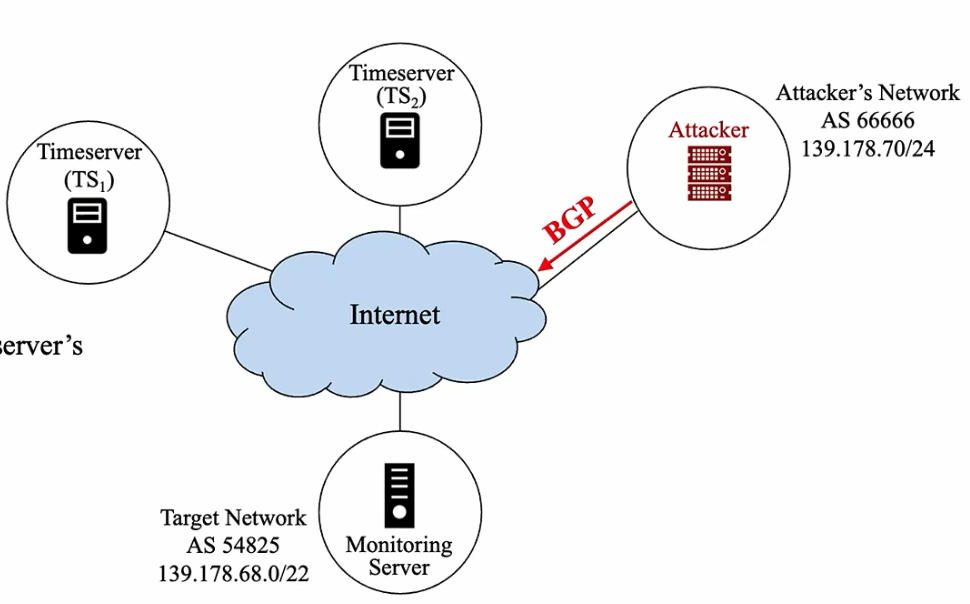 Timeserver
(TS₂)
Attacker's Network
AS 66666
139.178.70/24
Attacker
Timeserver
(TS₁)
BGP
Internet
server's
Target Network
AS 54825
139.178.68.0/22
Monitoring
Server